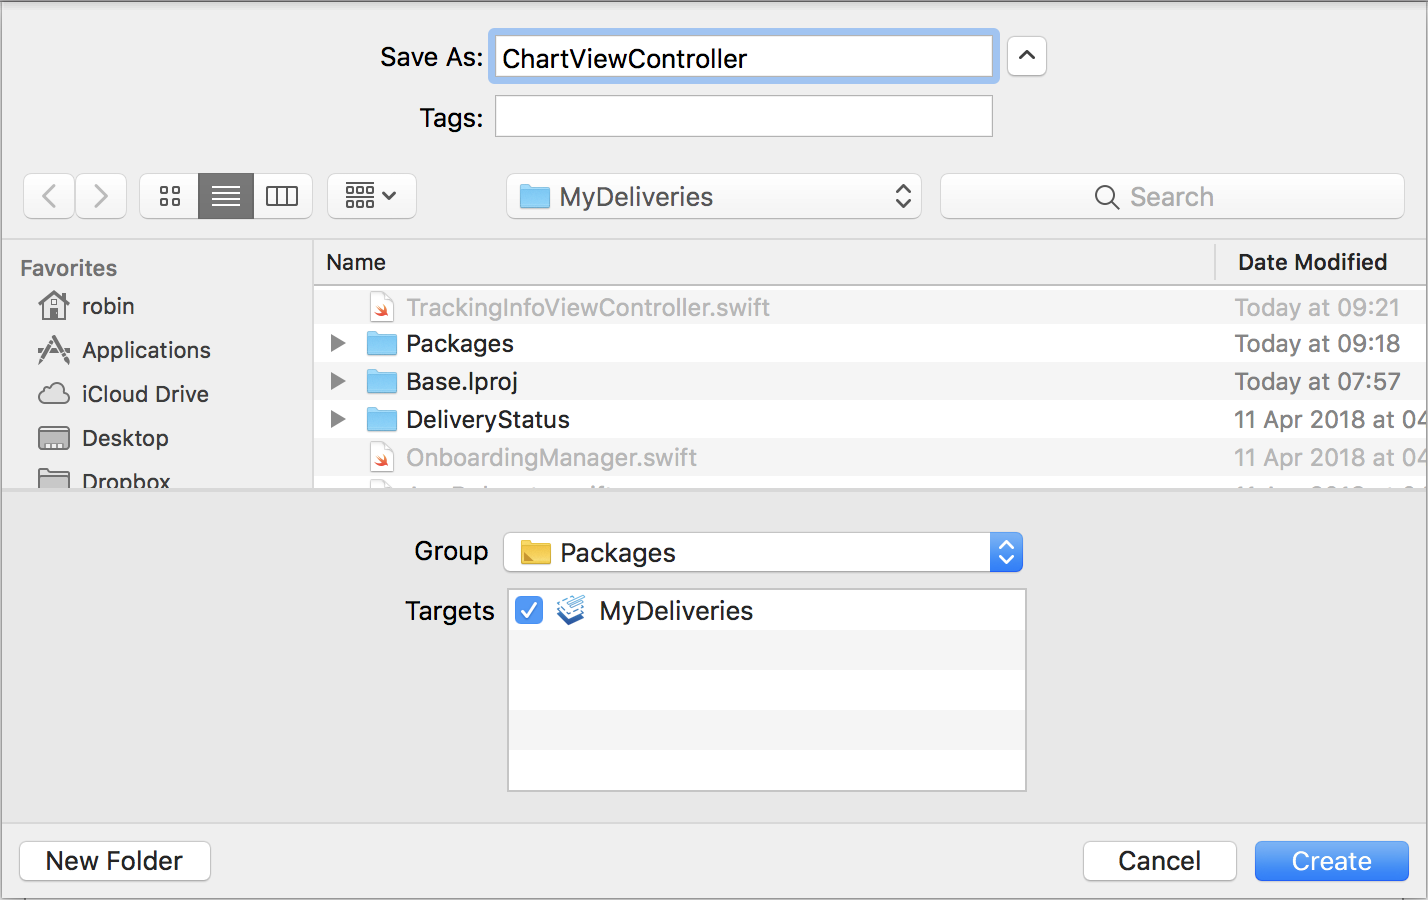 Save As: ChartViewController
Tags:
MyDeliveries
Search
Favorites
robin
Applications
iCloud Drive
Desktop
Dropbox
Name Date Modified
TrackingInfoViewController.swift Today at 09:21
Packages Today at 09:18
Base.lproj Today at 07:57
DeliveryStatus 11 Apr 2018 at 04
OnboardingManager.swift 11 Apr 2018 at 04
Group Packages
Targets MyDeliveries
New Folder Cancel Create